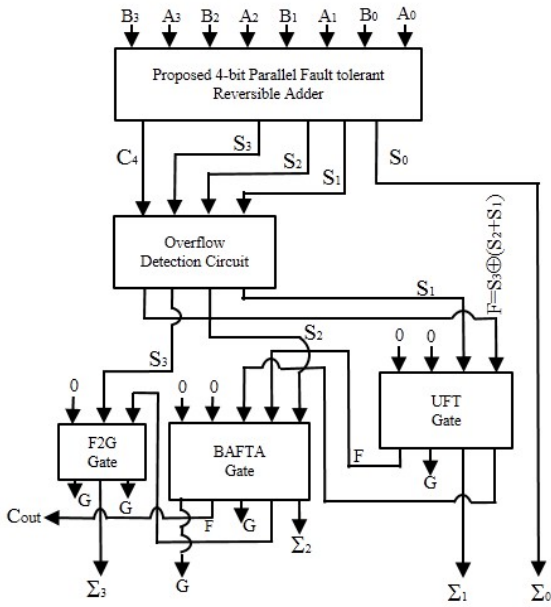 B₃ A₃ B₂ A₂ B₁ A₁ B₀ A₀
Proposed 4-bit Parallel Fault tolerant
Reversible Adder
C₄
S₃
S₂
S₁
S₀
Overflow
Detection Circuit
F=S₃⊕(S₂+S₁)
S₁
S₂
S₃
0 0
0
0 0
UFT
Gate
F2G
Gate
BAFTA
Gate
F
G
G
G
F
G
Cout
Σ₂
Σ₃
G
Σ₁
Σ₀